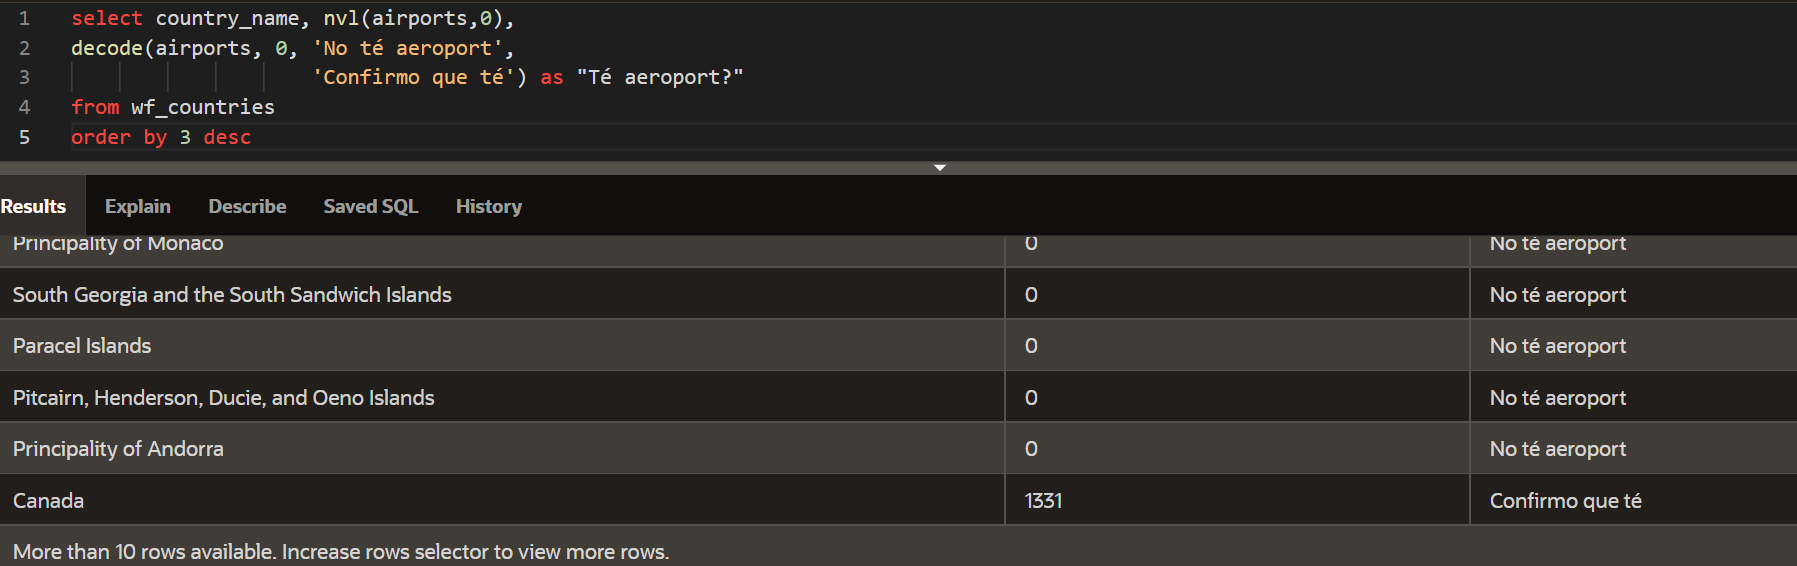 1 select country_name, nvl(airports,0),
2 decode(airports, 0, 'No té aeroport',
3 'Confirmo que té') as "Té aeroport?"
4 from wf_countries
5 order by 3 desc
Results Explain Describe Saved SQL History
Principality of Monaco 0 No té aeroport
South Georgia and the South Sandwich Islands 0 No té aeroport
Paracel Islands 0 No té aeroport
Pitcairn, Henderson, Ducie, and Oeno Islands 0 No té aeroport
Principality of Andorra 0 No té aeroport
Canada 1331 Confirmo que té
More than 10 rows available. Increase rows selector to view more rows.